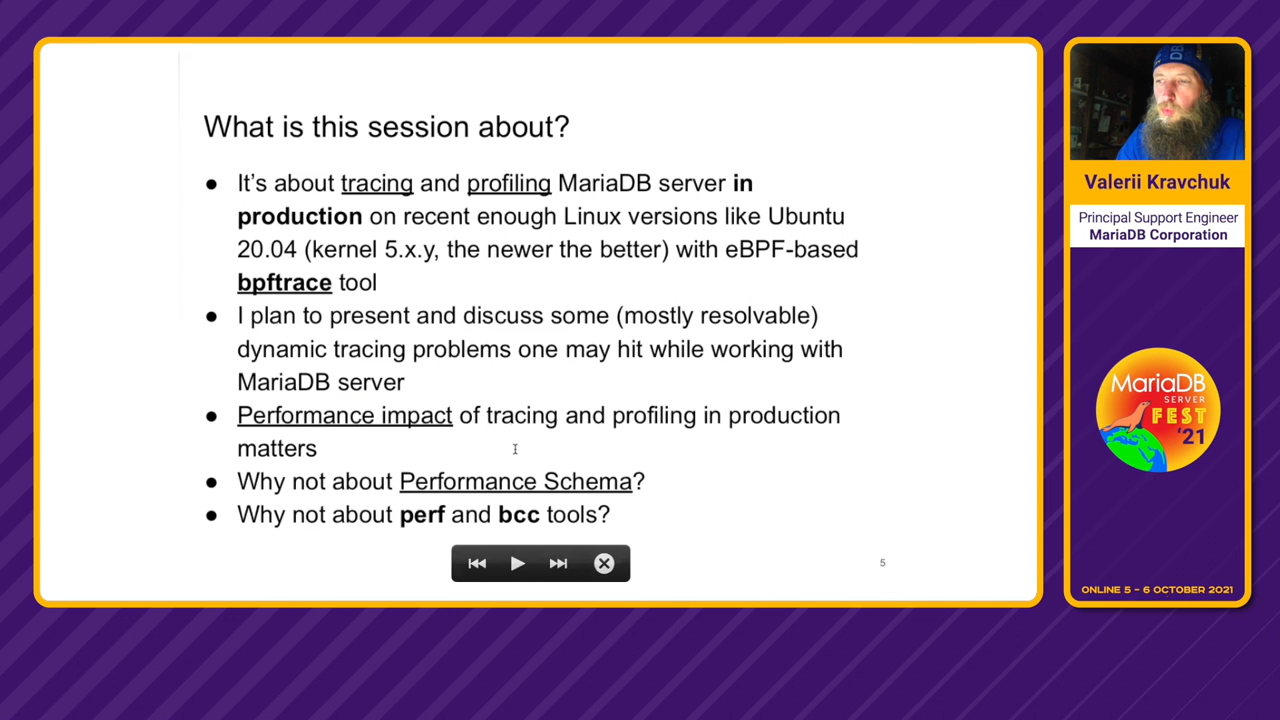 What is this session about?
● It's about tracing and profiling MariaDB server in
production on recent enough Linux versions like Ubuntu
20.04 (kernel 5.x.y, the newer the better) with eBPF-based
bpftrace tool
● I plan to present and discuss some (mostly resolvable)
dynamic tracing problems one may hit while working with
MariaDB server
● Performance impact of tracing and profiling in production
matters
● Why not about Performance Schema?
● Why not about perf and bcc tools?
5
DB
Valerii Kravchuk
Principal Support Engineer
MariaDB Corporation
MariaDB
SERVER
FEST
'21
ONLINE 5 - 6 OCTOBER 2021